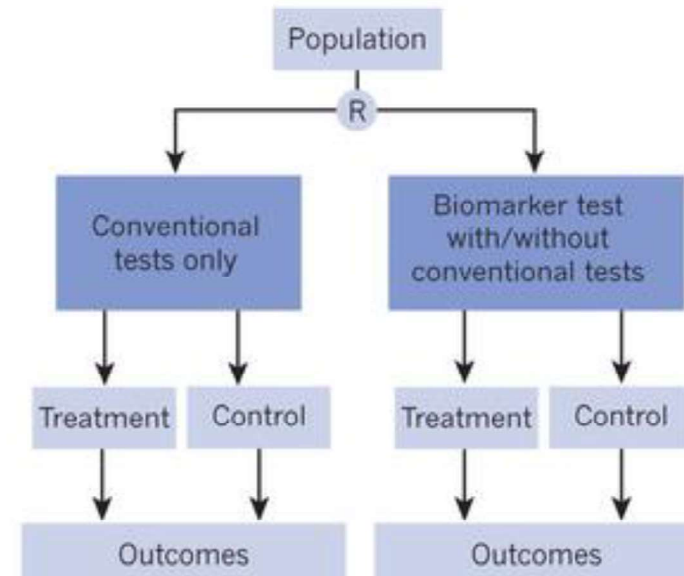 Population
R
Conventional
tests only
Biomarker test
with/without
conventional tests
Treatment
Control
Treatment
Control
Outcomes
Outcomes